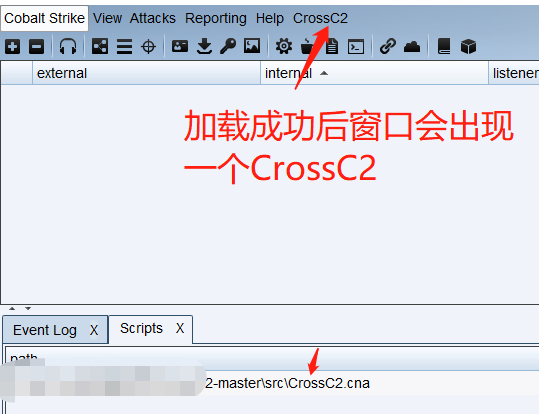 Cobalt Strike View Attacks Reporting Help CrossC2
external internal listener
加载成功后窗口会出现
一个CrossC2
Event Log X Scripts X
path
2-master\src\CrossC2.cna